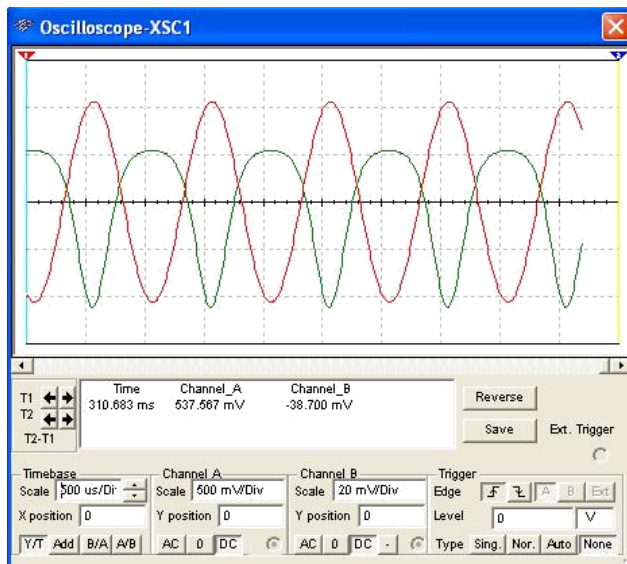 Oscilloscope-XSC1
1 2
Time Channel_A Channel_B
T1 310.683 ms 537.567 mV -38.700 mV
T2
T2-T1
Reverse
Save
Ext. Trigger
Timebase
Scale 500 us/Di
X position 0
Y/T Add B/A A/B
Channel A
Scale 500 mV/Div
Y position 0
AC 0 DC
Channel B
Scale 20 mV/Div
Y position 0
AC 0 DC -
Trigger
Edge A B Ext
Level 0 V
Type Sing. Nor. Auto None